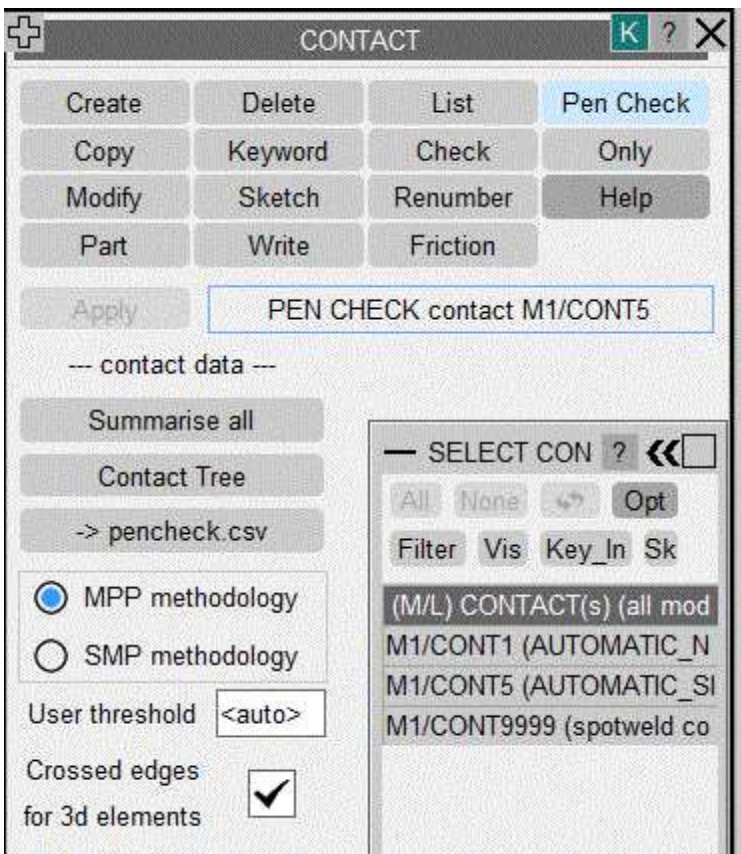 CONTACT K ?
Create Delete List Pen Check
Copy Keyword Check Only
Modify Sketch Renumber Help
Part Write Friction
Apply PEN CHECK contact M1/CONT5
--- contact data ---
Summarise all
Contact Tree
-> pencheck.csv
MPP methodology
SMP methodology
User threshold <auto>
Crossed edges
for 3d elements
SELECT CON ?
All None Opt
Filter Vis Key_In Sk
(M/L) CONTACT(s) (all mod
M1/CONT1 (AUTOMATIC_N
M1/CONT5 (AUTOMATIC_SI
M1/CONT9999 (spotweld co